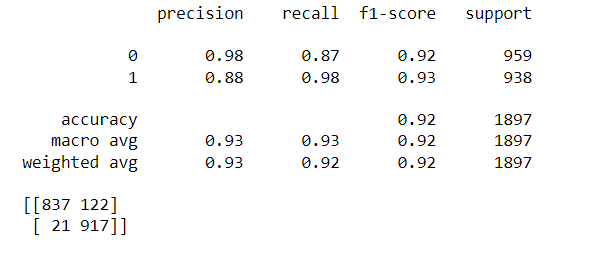 precision recall f1-score support
0 0.98 0.87 0.92 959
1 0.88 0.98 0.93 938
accuracy 0.92 1897
macro avg 0.93 0.93 0.92 1897
weighted avg 0.93 0.92 0.92 1897
[[837 122]
[ 21 917]]